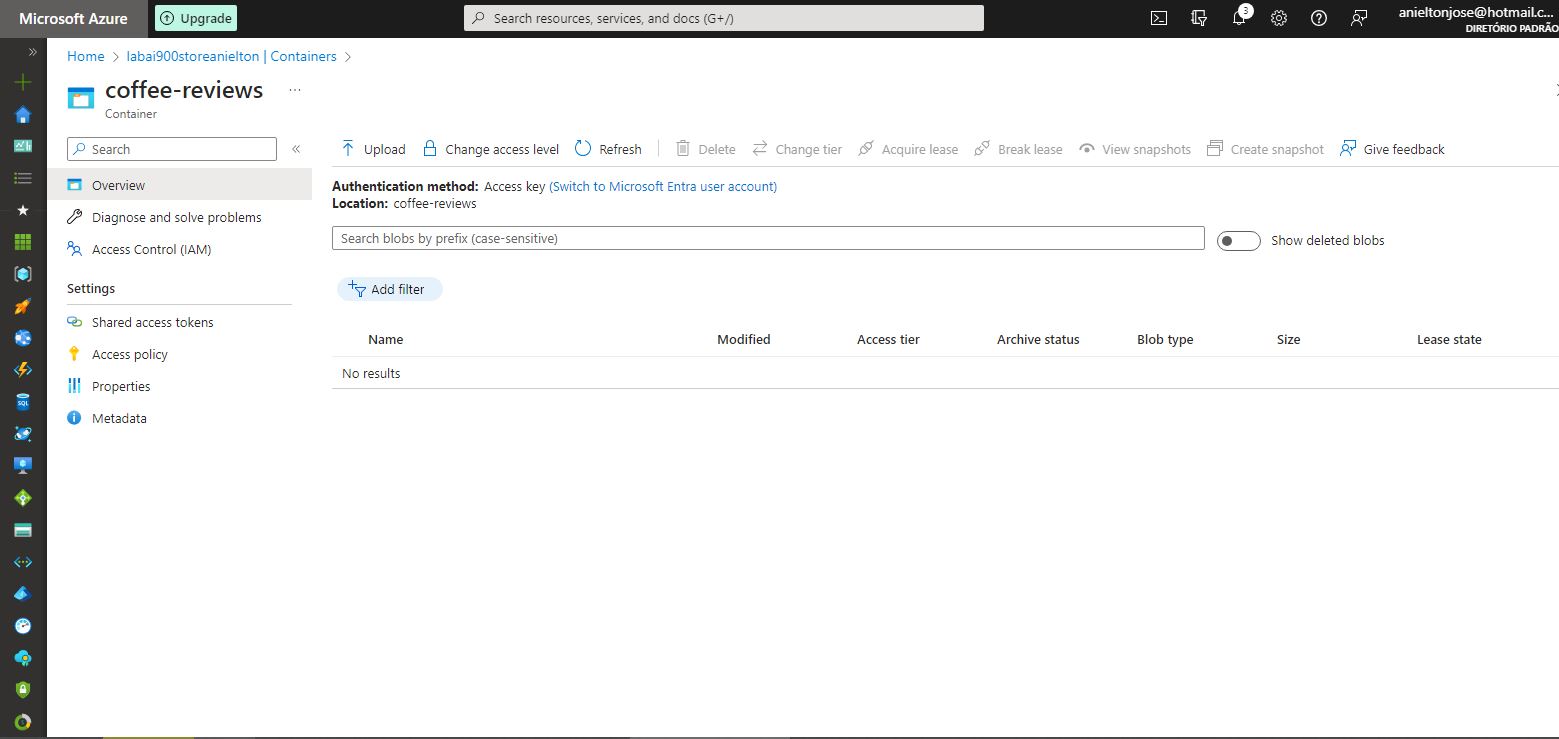 Microsoft Azure
Upgrade
Search resources, services, and docs (G+/)
3
anieltonjose@hotmail.c...
DIRETÓRIO PADRÃO
Home > labai900storeanielton | Containers >
coffee-reviews ...
Container
Search
Overview
Diagnose and solve problems
Access Control (IAM)
Settings
Shared access tokens
Access policy
Properties
Metadata
Upload Change access level Refresh Delete Change tier Acquire lease Break lease View snapshots Create snapshot Give feedback
Authentication method: Access key (Switch to Microsoft Entra user account)
Location: coffee-reviews
Search blobs by prefix (case-sensitive)
Show deleted blobs
Add filter
Name Modified Access tier Archive status Blob type Size Lease state
No results